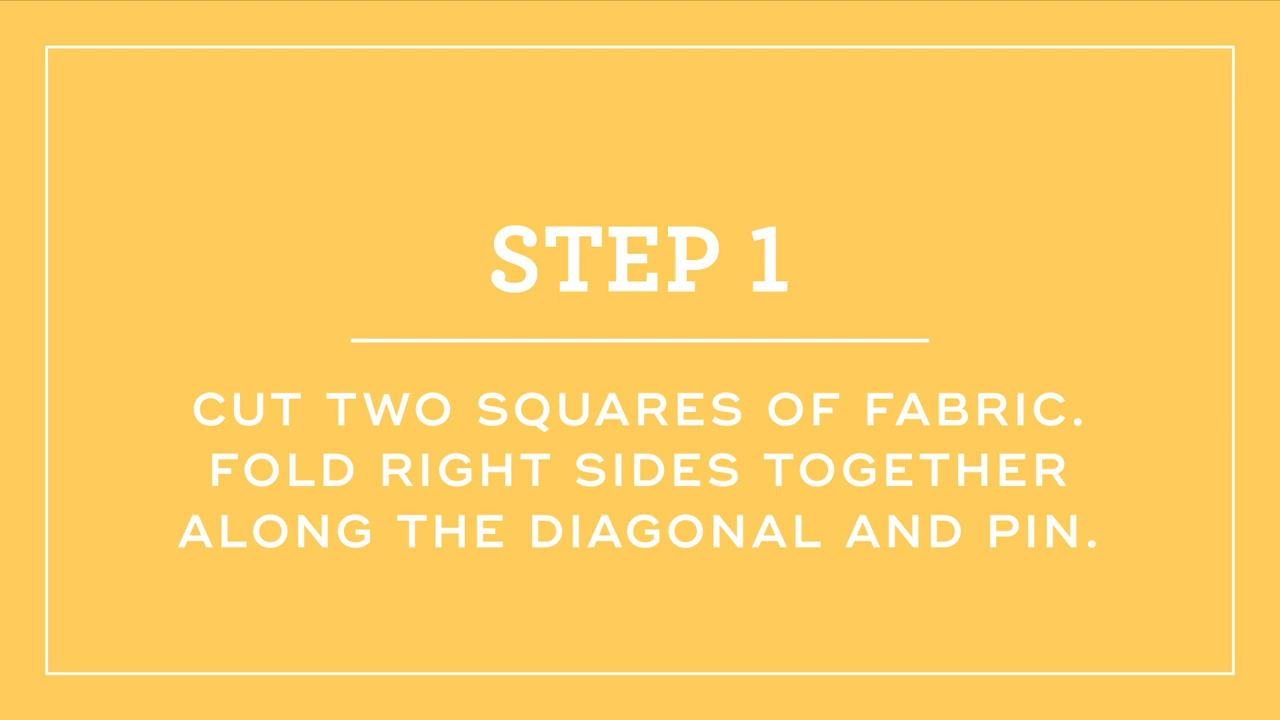 STEP 1
CUT TWO SQUARES OF FABRIC.
FOLD RIGHT SIDES TOGETHER
ALONG THE DIAGONAL AND PIN.